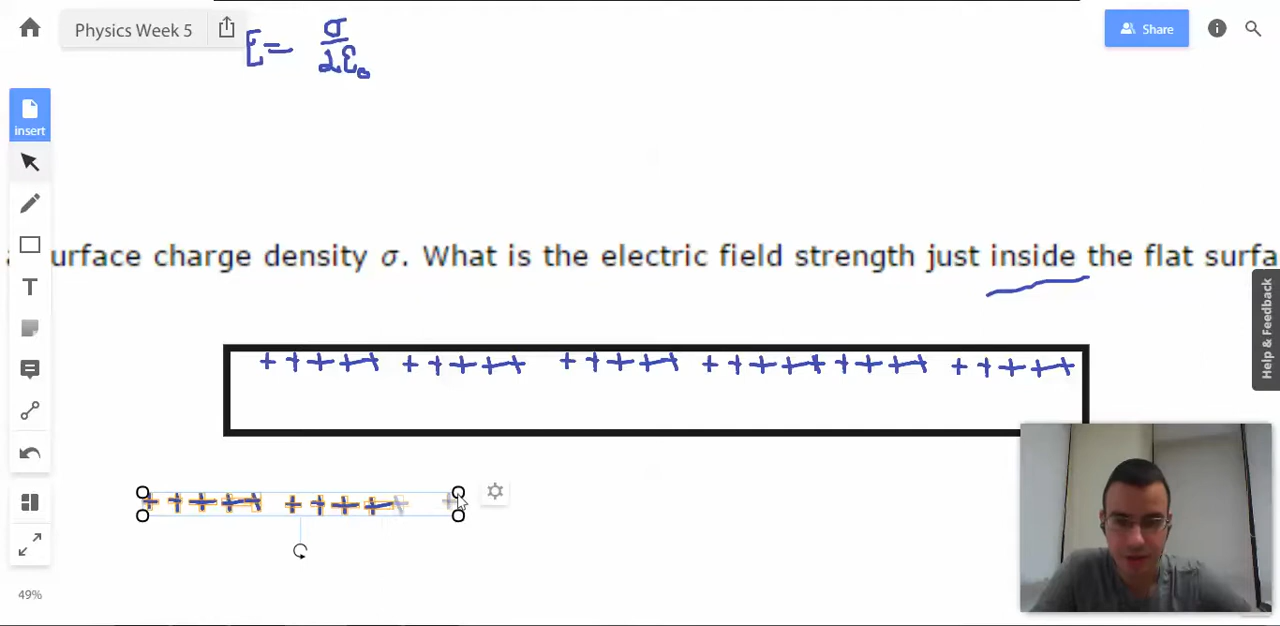 Physics Week 5
Share
E = σ / 2ε₀
insert
urface charge density σ. What is the electric field strength just inside the flat surfa
+ + + + + + + + + + + + + + + + + + + + + + + + + + + + +
+ + + + + + + + + + +
Help & Feedback
T
49%